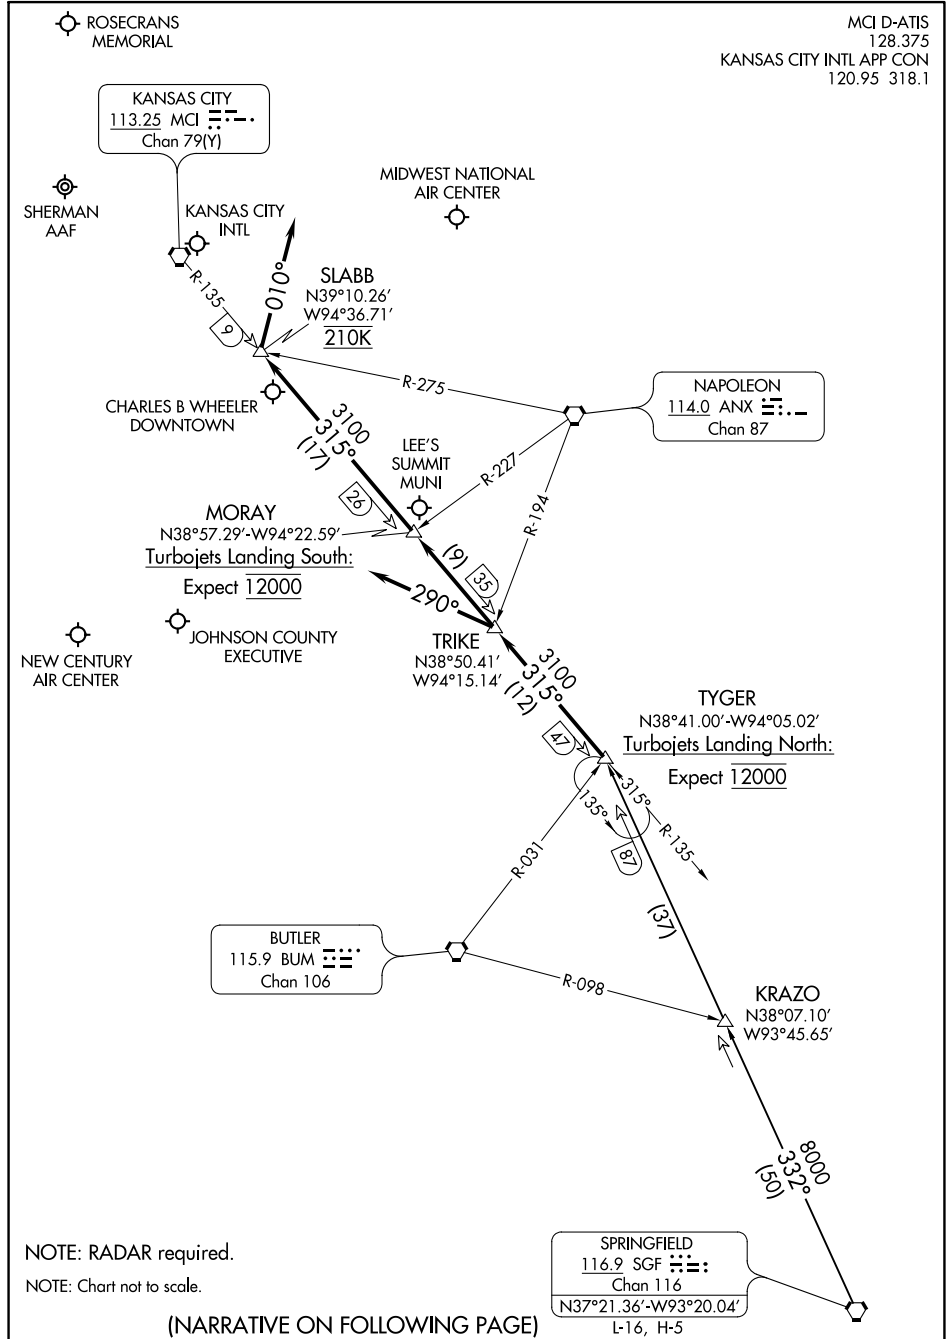 ROSECRANS
MEMORIAL
MCI D-ATIS
128.375
KANSAS CITY INTL APP CON
120.95 318.1
KANSAS CITY
113.25 MCI
Chan 79(Y)
MIDWEST NATIONAL
AIR CENTER
SHERMAN
AAF
KANSAS CITY
INTL
R-135
9
010°
SLABB
N39°10.26'
W94°36.71'
210K
R-275
NAPOLEON
114.0 ANX
Chan 87
CHARLES B WHEELER
DOWNTOWN
3100
315°
(17)
LEE'S
SUMMIT
MUNI
R-227
R-194
26
MORAY
N38°57.29'-W94°22.59'
Turbojets Landing South:
Expect 12000
(9)
35
290°
JOHNSON COUNTY
EXECUTIVE
NEW CENTURY
AIR CENTER
TRIKE
N38°50.41'
W94°15.14'
3100
315°
(12)
TYGER
N38°41.00'-W94°05.02'
Turbojets Landing North:
Expect 12000
47
135°
315°
R-135
87
R-031
(37)
BUTLER
115.9 BUM
Chan 106
R-098
KRAZO
N38°07.10'
W93°45.65'
8000
332°
(50)
NOTE: RADAR required.
NOTE: Chart not to scale.
SPRINGFIELD
116.9 SGF
Chan 116
N37°21.36'-W93°20.04'
L-16, H-5
(NARRATIVE ON FOLLOWING PAGE)